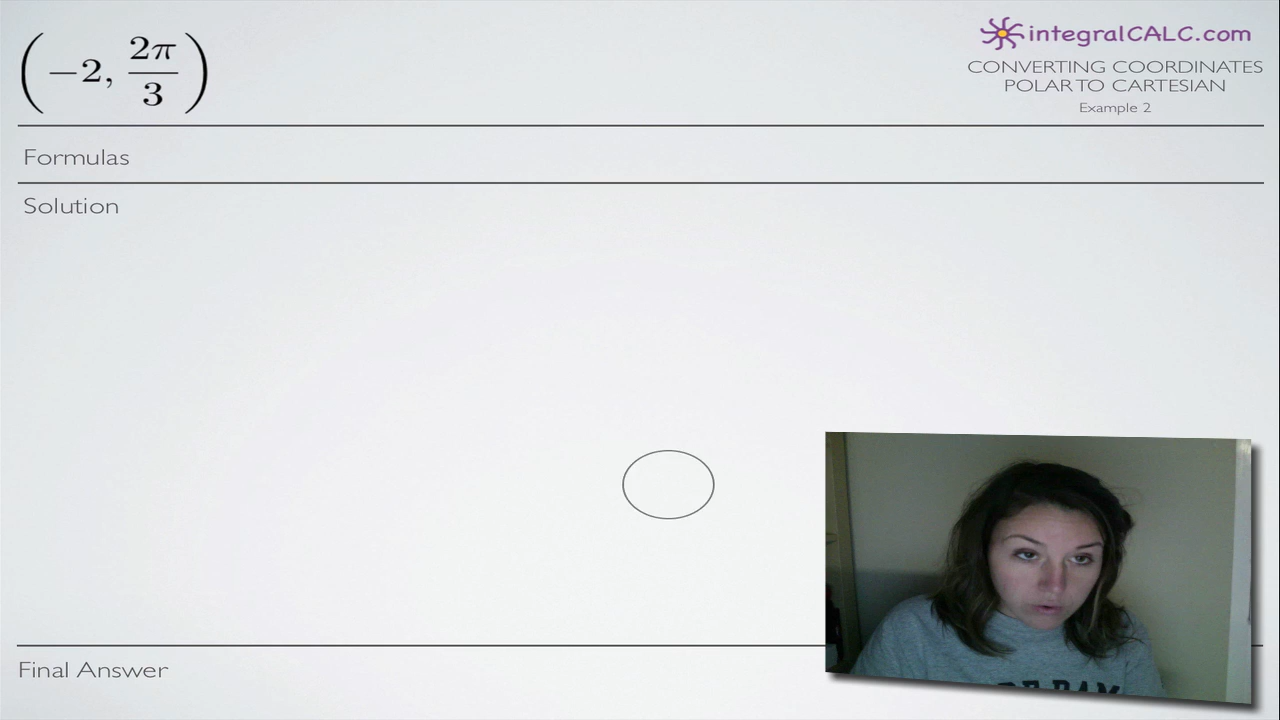 (-2, 2π/3)
integralCALC.com
CONVERTING COORDINATES
POLAR TO CARTESIAN
Example 2
Formulas
Solution
Final Answer